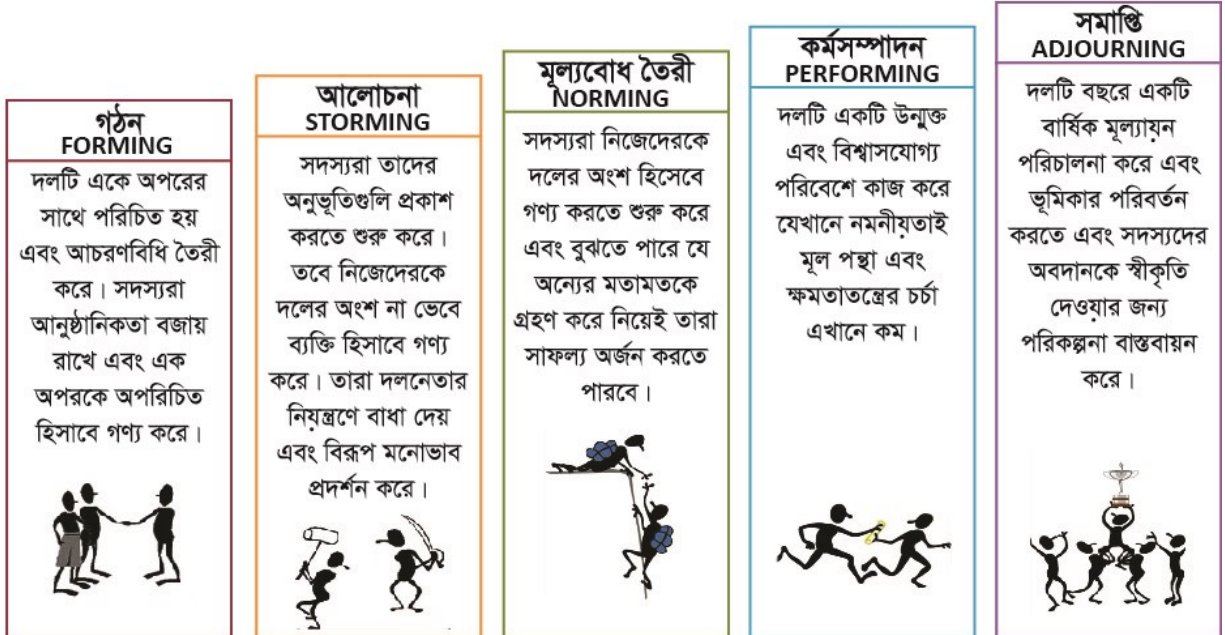 গঠন
FORMING
দলটি একে অপরের
সাথে পরিচিত হয়
এবং আচরণবিধি তৈরী
করে। সদস্যরা
আনুষ্ঠানিকতা বজায়
রাখে এবং এক
অপরকে অপরিচিত
হিসাবে গণ্য করে।
আলোচনা
STORMING
সদস্যরা তাদের
অনুভূতিগুলি প্রকাশ
করতে শুরু করে।
তবে নিজেদেরকে
দলের অংশ না ভেবে
ব্যক্তি হিসাবে গণ্য
করে। তারা দলনেতার
নিয়ন্ত্রণে বাধা দেয়
এবং বিরূপ মনোভাব
প্রদর্শন করে।
মূল্যবোধ তৈরী
NORMING
সদস্যরা নিজেদেরকে
দলের অংশ হিসেবে
গণ্য করতে শুরু করে
এবং বুঝতে পারে যে
অন্যের মতামতকে
গ্রহণ করে নিয়েই তারা
সাফল্য অর্জন করতে
পারবে।
কর্মসম্পাদন
PERFORMING
দলটি একটি উন্মুক্ত
এবং বিশ্বাসযোগ্য
পরিবেশে কাজ করে
যেখানে নমনীয়তাই
মূল পন্থা এবং
ক্ষমতাতন্ত্রের চর্চা
এখানে কম।
সমাপ্তি
ADJOURNING
দলটি বছরে একটি
বার্ষিক মূল্যায়ন
পরিচালনা করে এবং
ভূমিকার পরিবর্তন
করতে এবং সদস্যদের
অবদানকে স্বীকৃতি
দেওয়ার জন্য
পরিকল্পনা বাস্তবায়ন
করে।